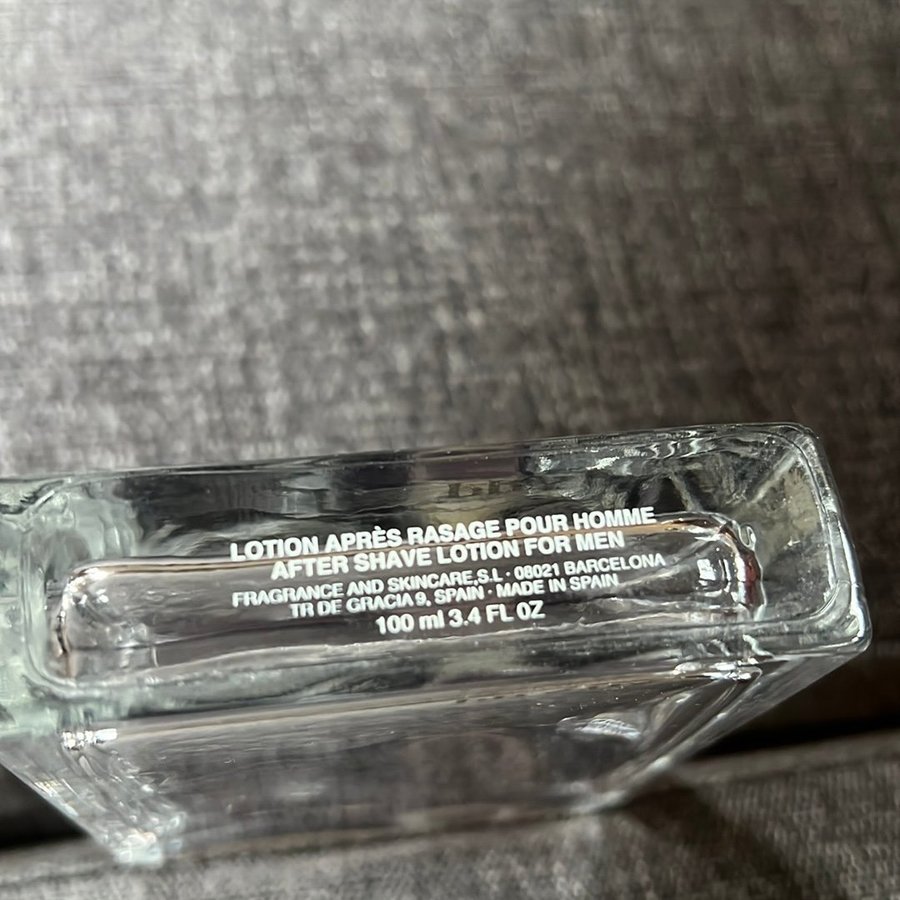 LOTION APRÈS RASAGE POUR HOMME
AFTER SHAVE LOTION FOR MEN
FRAGRANCE AND SKINCARE,S.L · 08021 BARCELONA
TR DE GRACIA 9, SPAIN · MADE IN SPAIN
100 ml 3.4 FL OZ